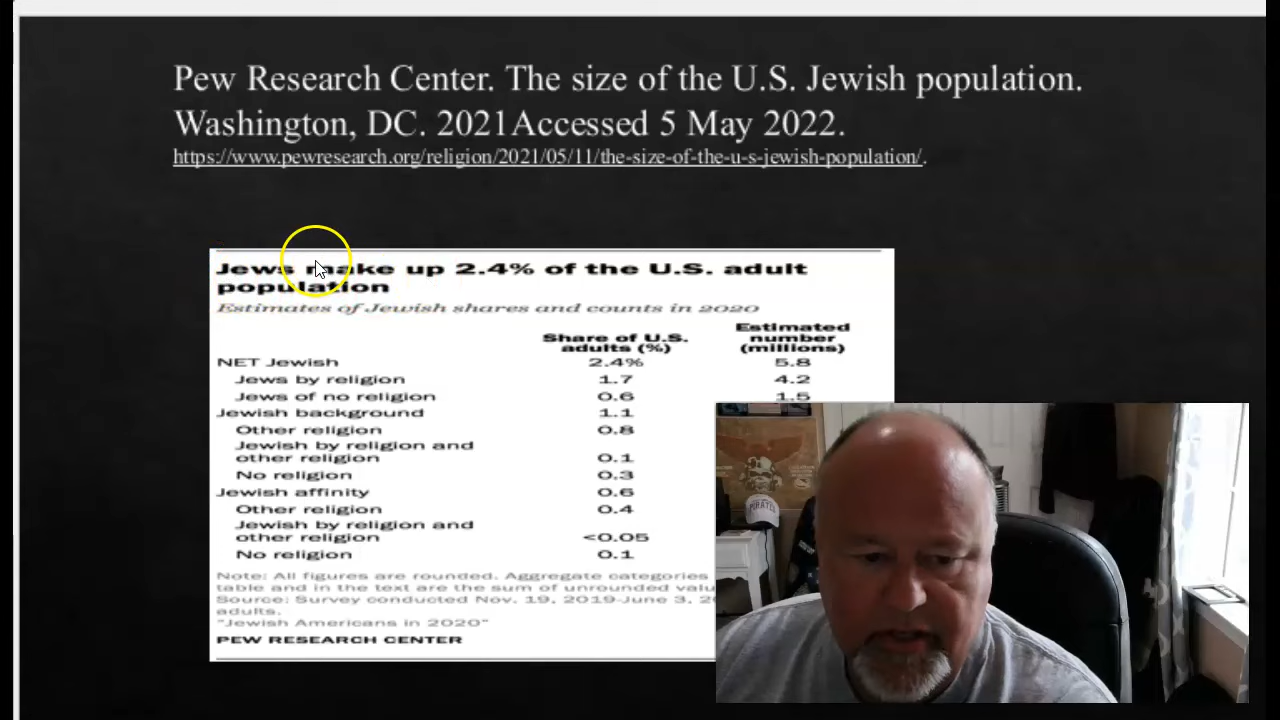 Pew Research Center. The size of the U.S. Jewish population.
Washington, DC. 2021Accessed 5 May 2022.
https://www.pewresearch.org/religion/2021/05/11/the-size-of-the-u-s-jewish-population/.
Jews make up 2.4% of the U.S. adult
population
Estimates of Jewish shares and counts in 2020
Share of U.S. adults (%) Estimated number (millions)
NET Jewish 2.4% 5.8
Jews by religion 1.7 4.2
Jews of no religion 0.6 1.5
Jewish background 1.1
Other religion 0.8
Jewish by religion and
other religion 0.1
No religion 0.3
Jewish affinity 0.6
Other religion 0.4
Jewish by religion and
other religion <0.05
No religion 0.1
Note: All figures are rounded. Aggregate categories
table and in the text are the sum of unrounded
Source: Survey conducted Nov. 19, 2019-June 3,
adults.
"Jewish Americans in 2020"
PEW RESEARCH CENTER
PIRATES